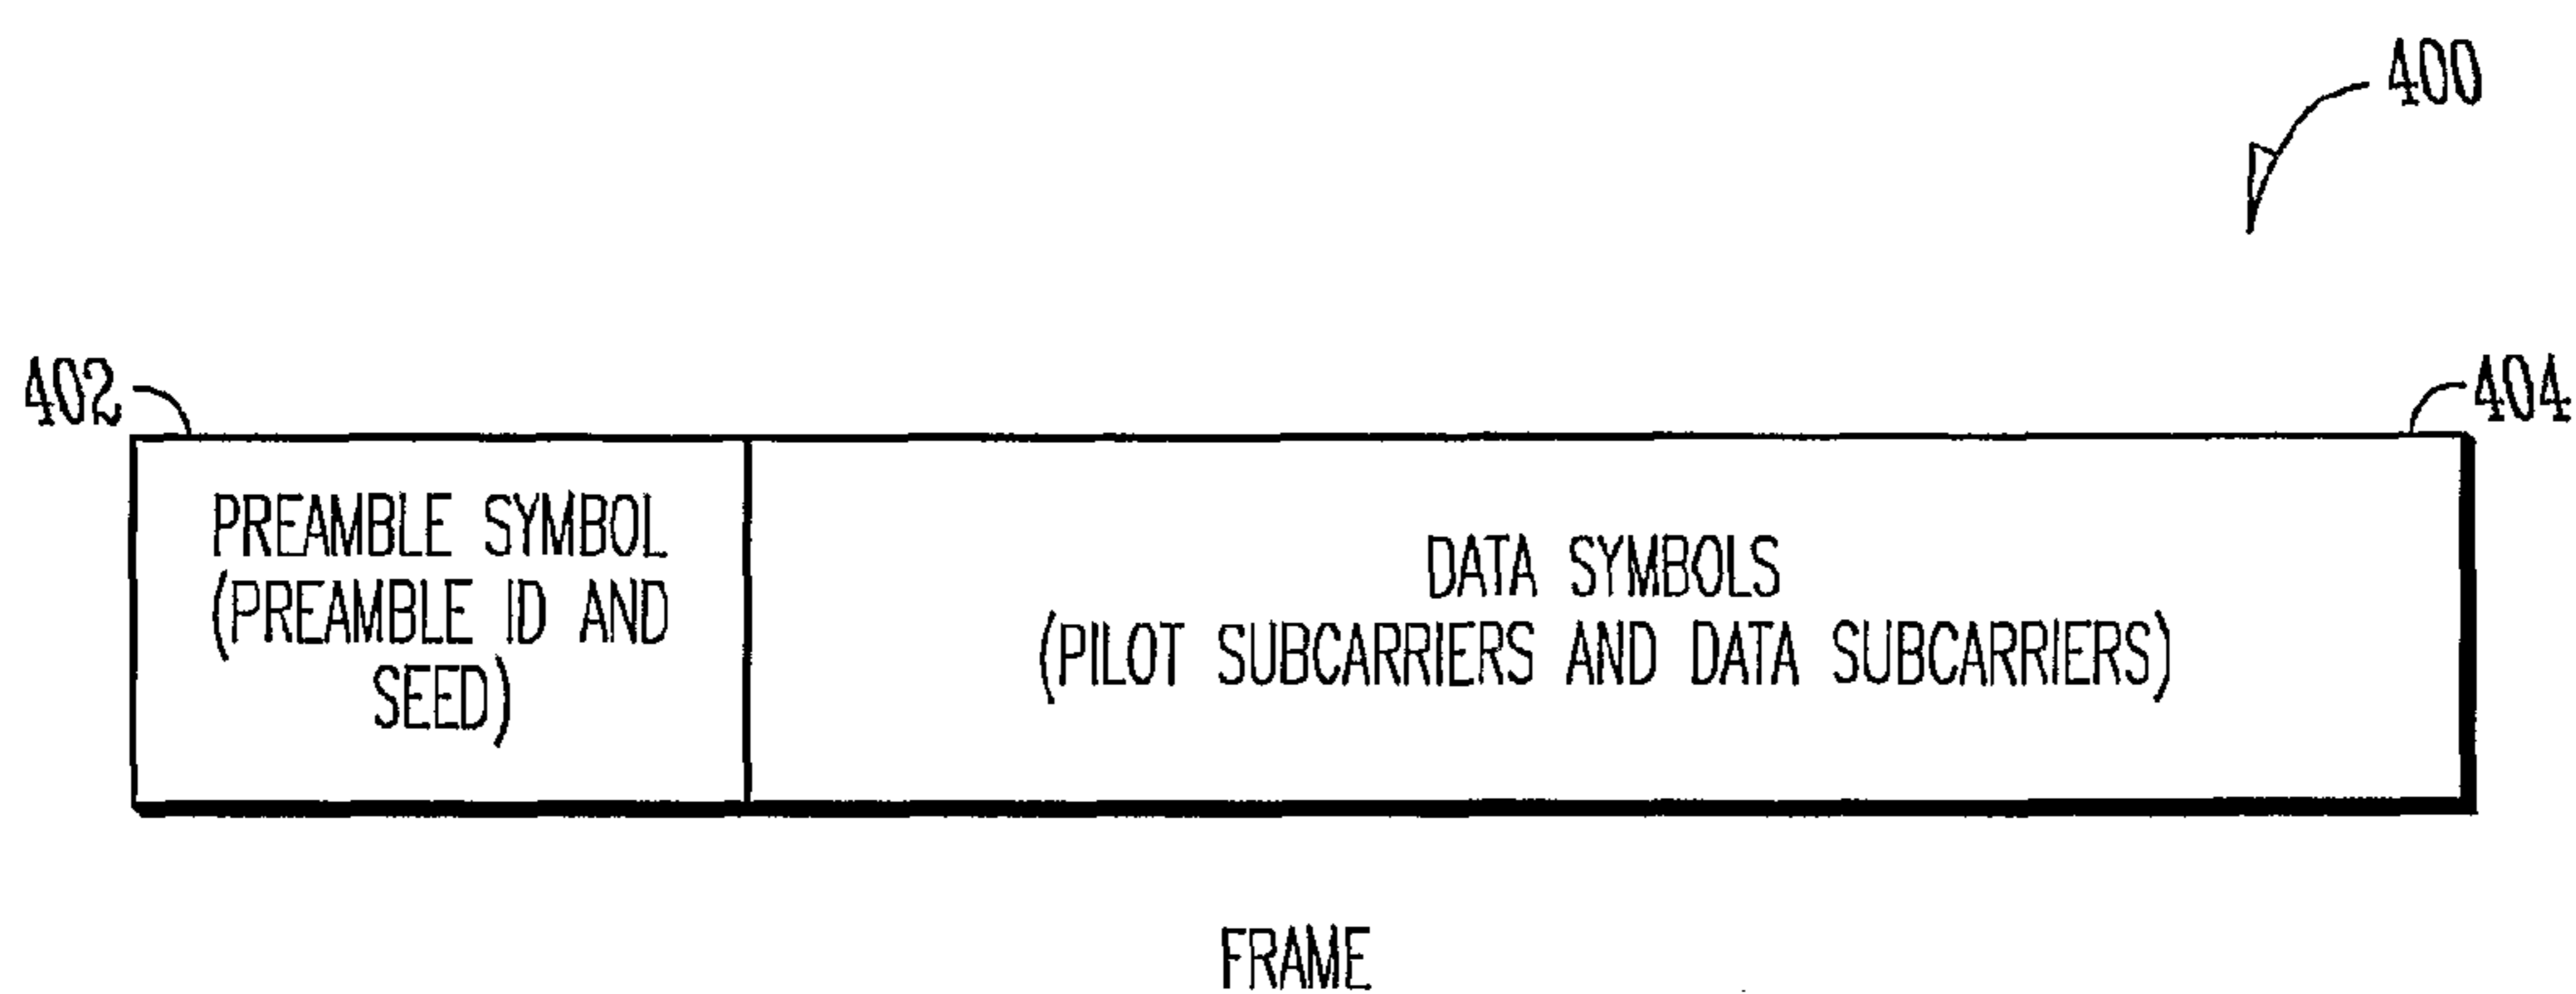 400
402
404
PREAMBLE SYMBOL
(PREAMBLE ID AND
SEED)
DATA SYMBOLS
(PILOT SUBCARRIERS AND DATA SUBCARRIERS)
FRAME